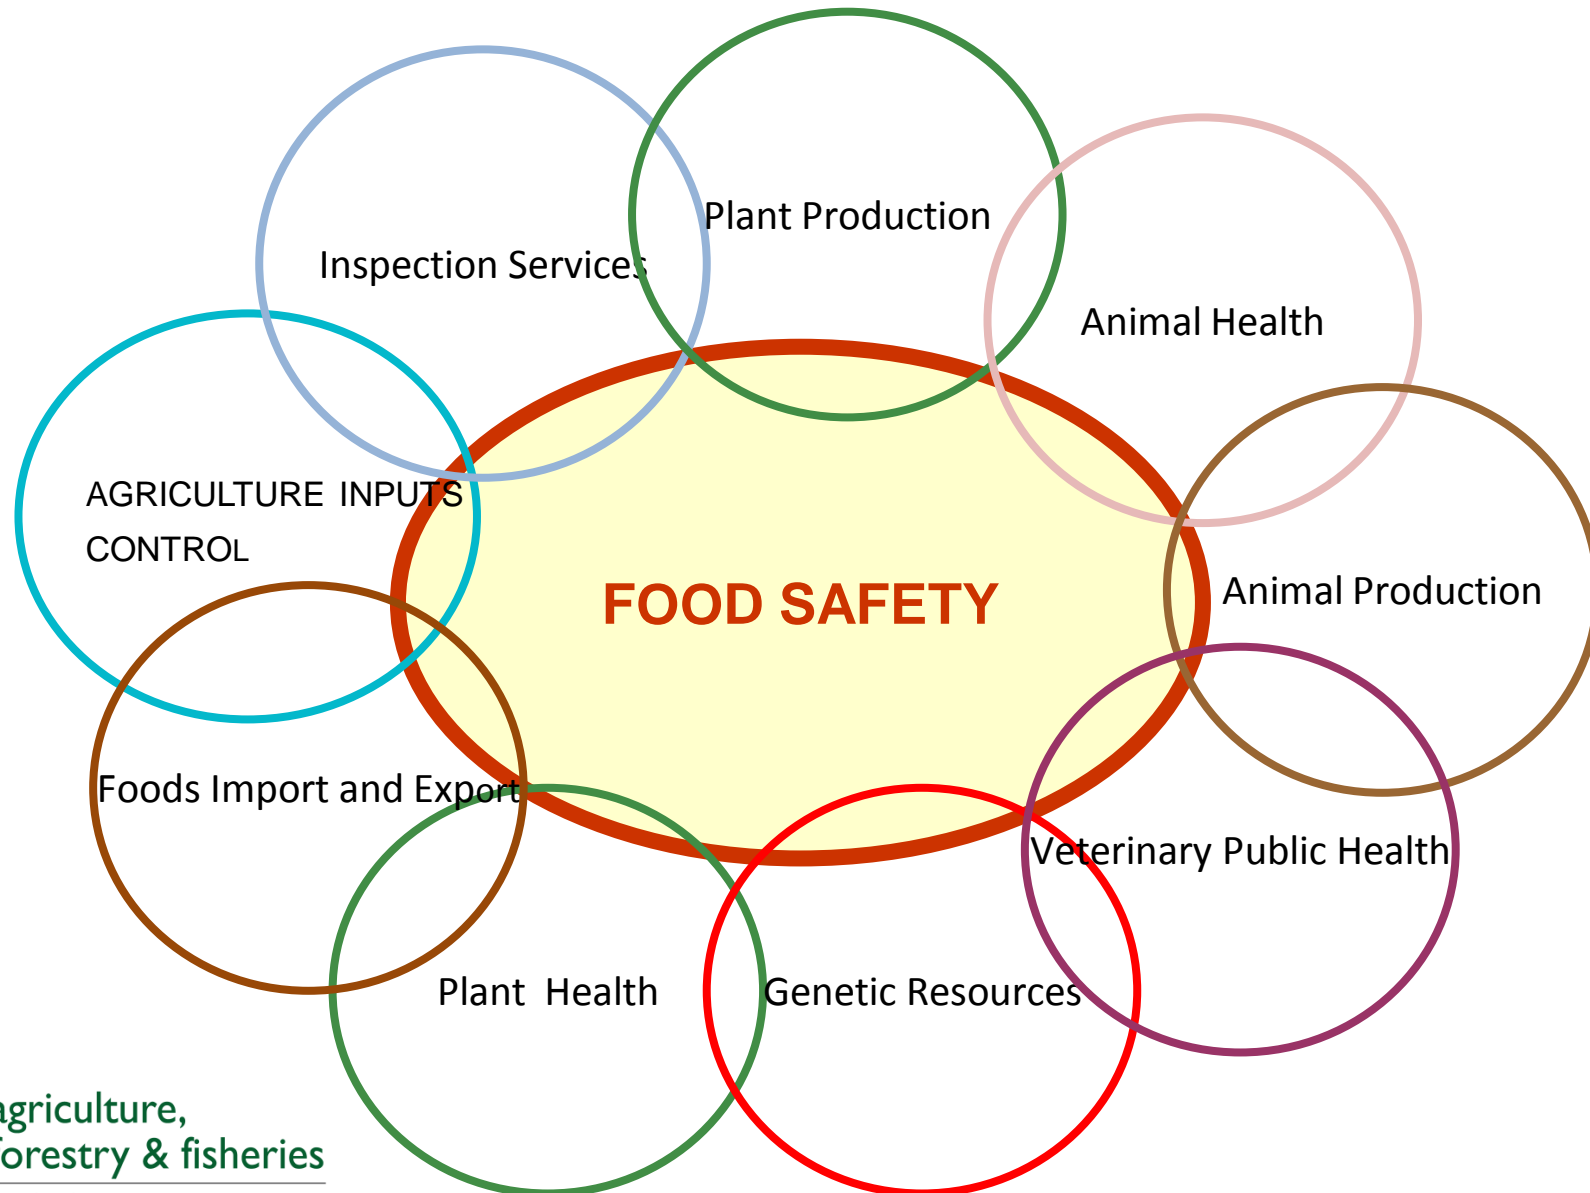 Plant Production
Inspection Services
Animal Health
AGRICULTURE INPUTS
CONTROL
FOOD SAFETY
Animal Production
Foods Import and Export
Veterinary Public Health
Plant Health
Genetic Resources
agriculture,
forestry & fisheries